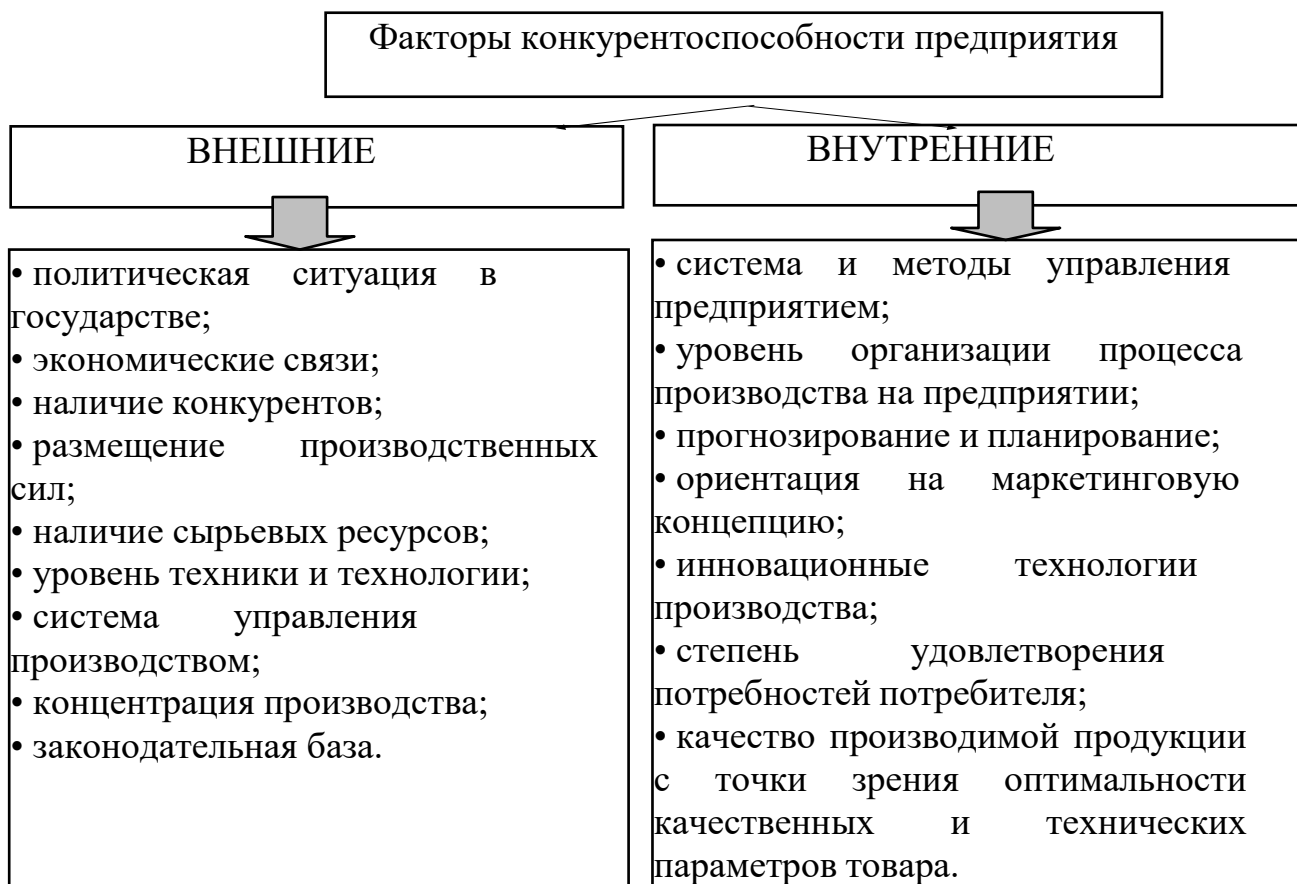 Факторы конкурентоспособности предприятия
ВНЕШНИЕ
• политическая ситуация в
государстве;
• экономические связи;
• наличие конкурентов;
• размещение производственных
сил;
• наличие сырьевых ресурсов;
• уровень техники и технологии;
• система управления
производством;
• концентрация производства;
• законодательная база.
ВНУТРЕННИЕ
• система и методы управления
предприятием;
• уровень организации процесса
производства на предприятии;
• прогнозирование и планирование;
• ориентация на маркетинговую
концепцию;
• инновационные технологии
производства;
• степень удовлетворения
потребностей потребителя;
• качество производимой продукции
с точки зрения оптимальности
качественных и технических
параметров товара.